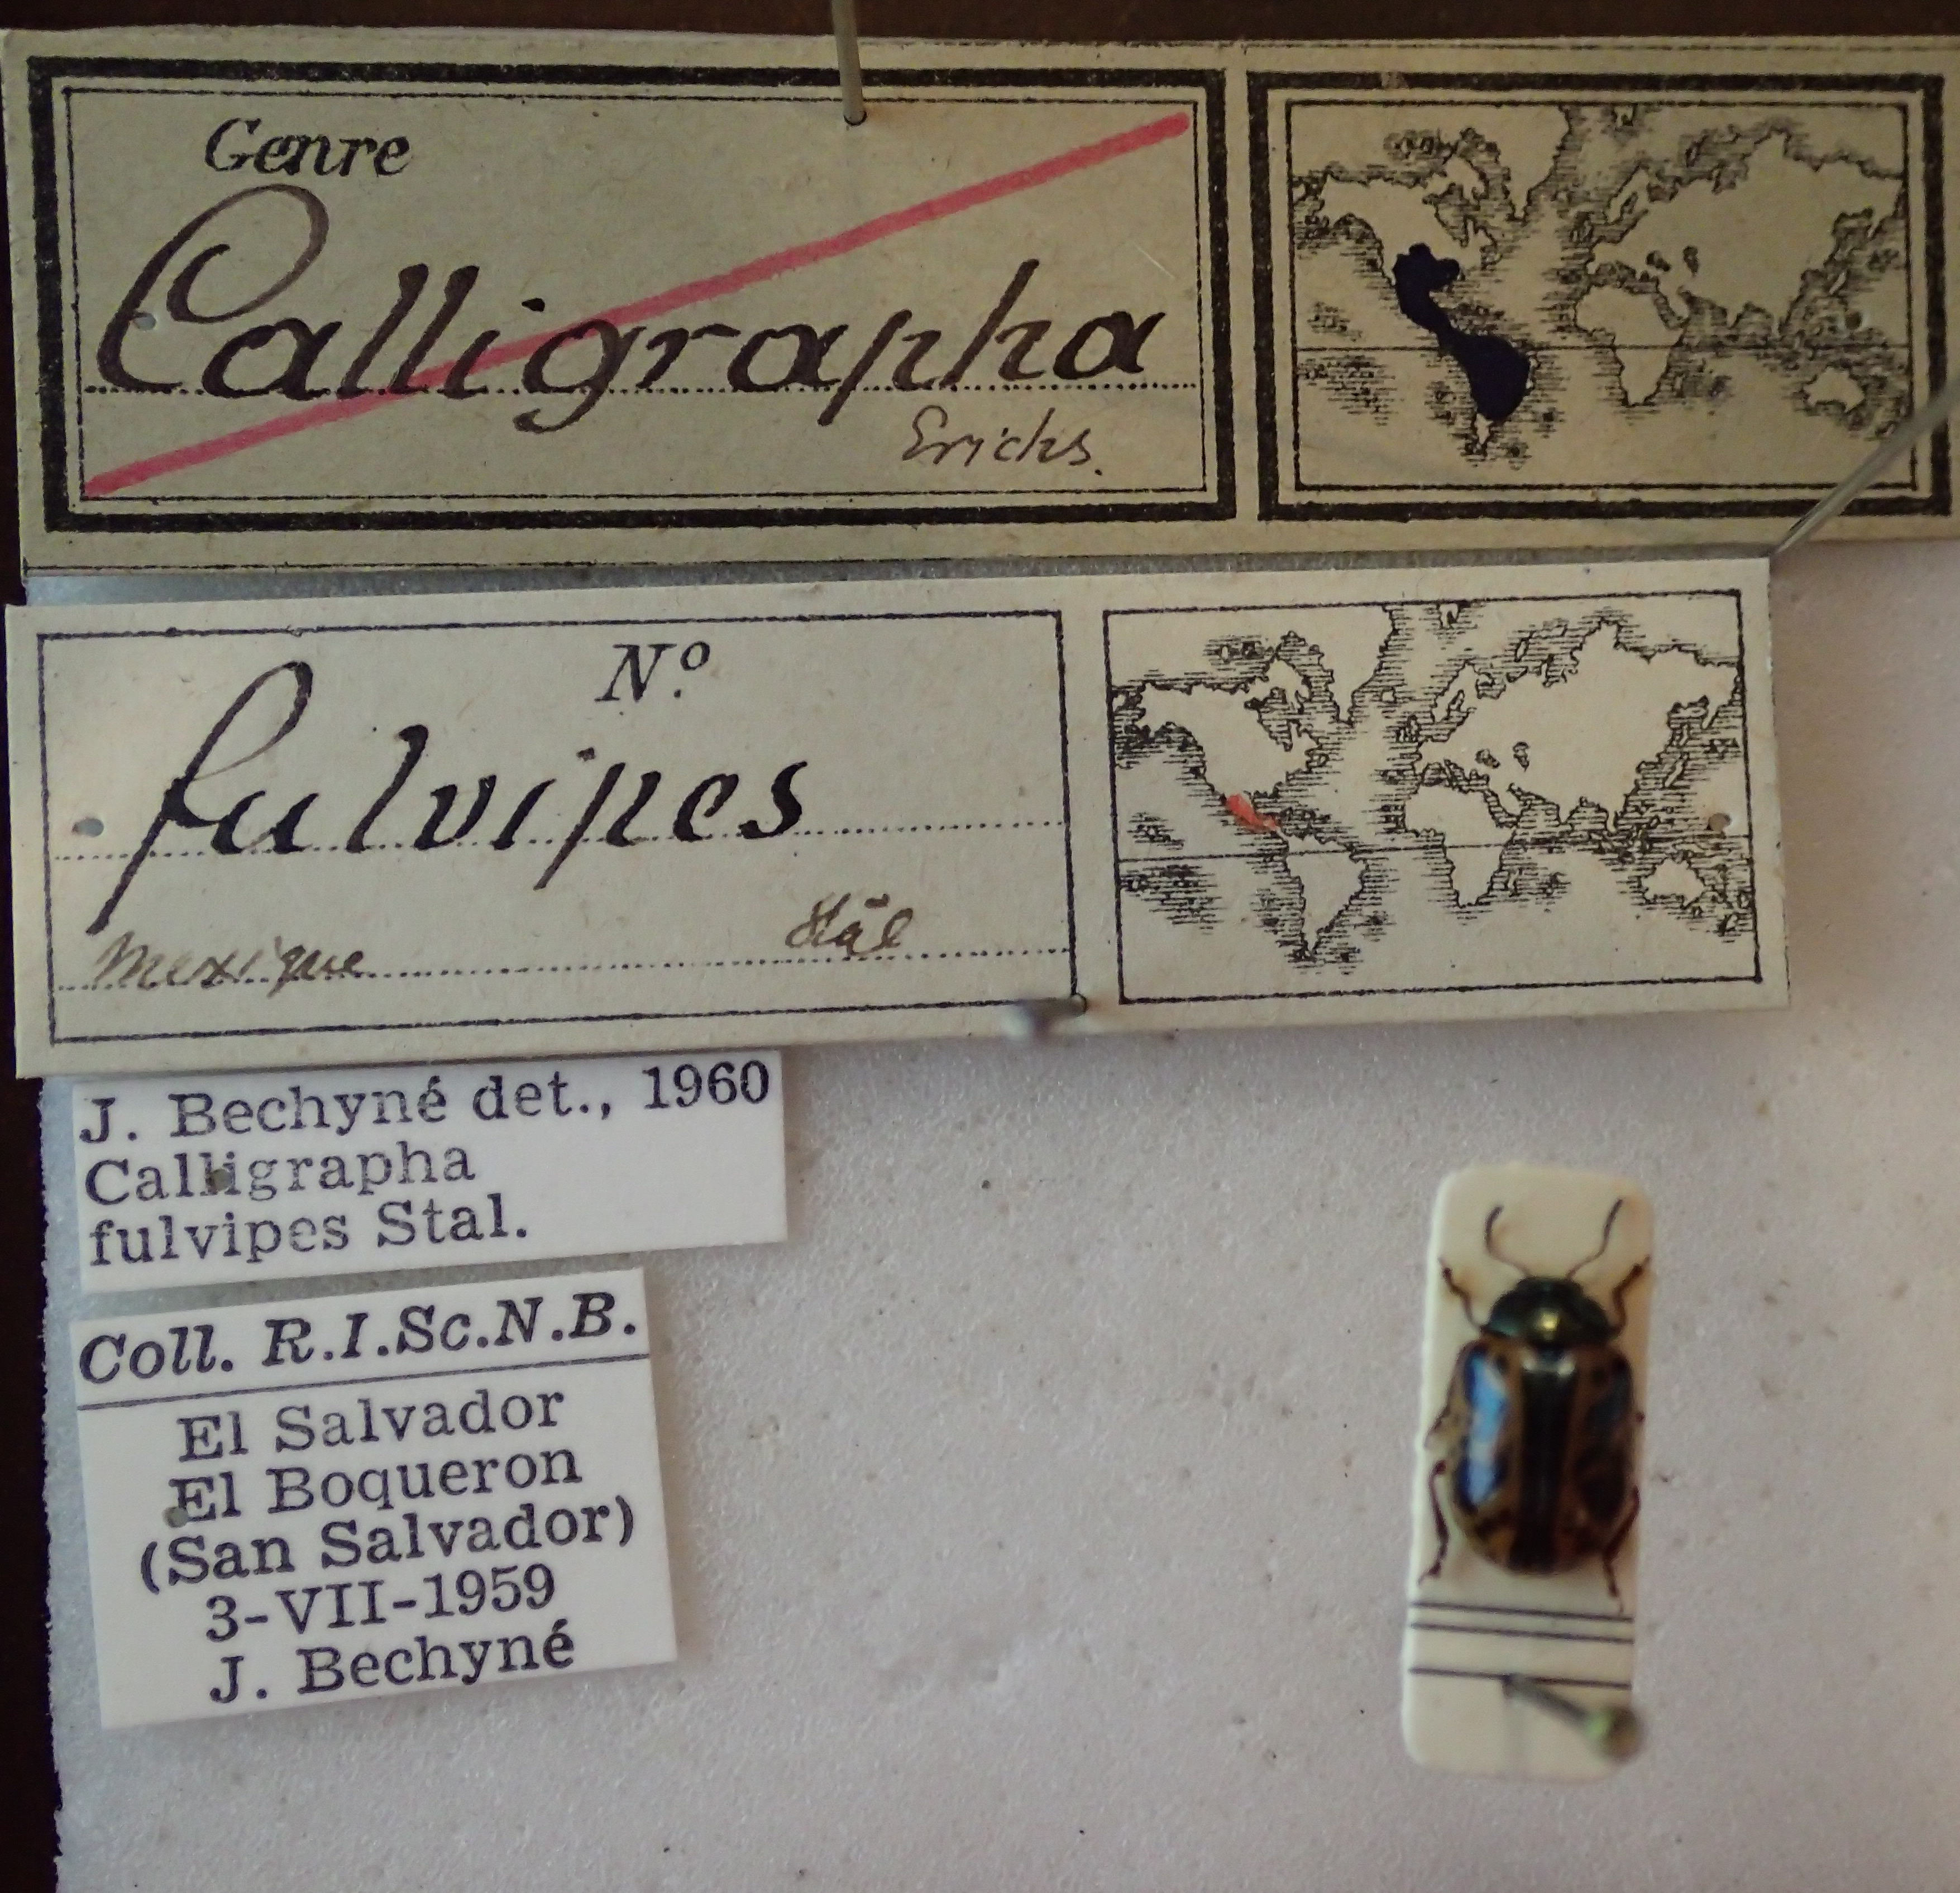 Genre
Calligrapha
Erichs.
Nº.
fulvipes
Stål
Mexique
J. Bechyné det., 1960
Calligrapha
fulvipes Stal.
Coll. R.I.Sc.N.B.
El Salvador
El Boqueron
(San Salvador)
3-VII-1959
J. Bechyné